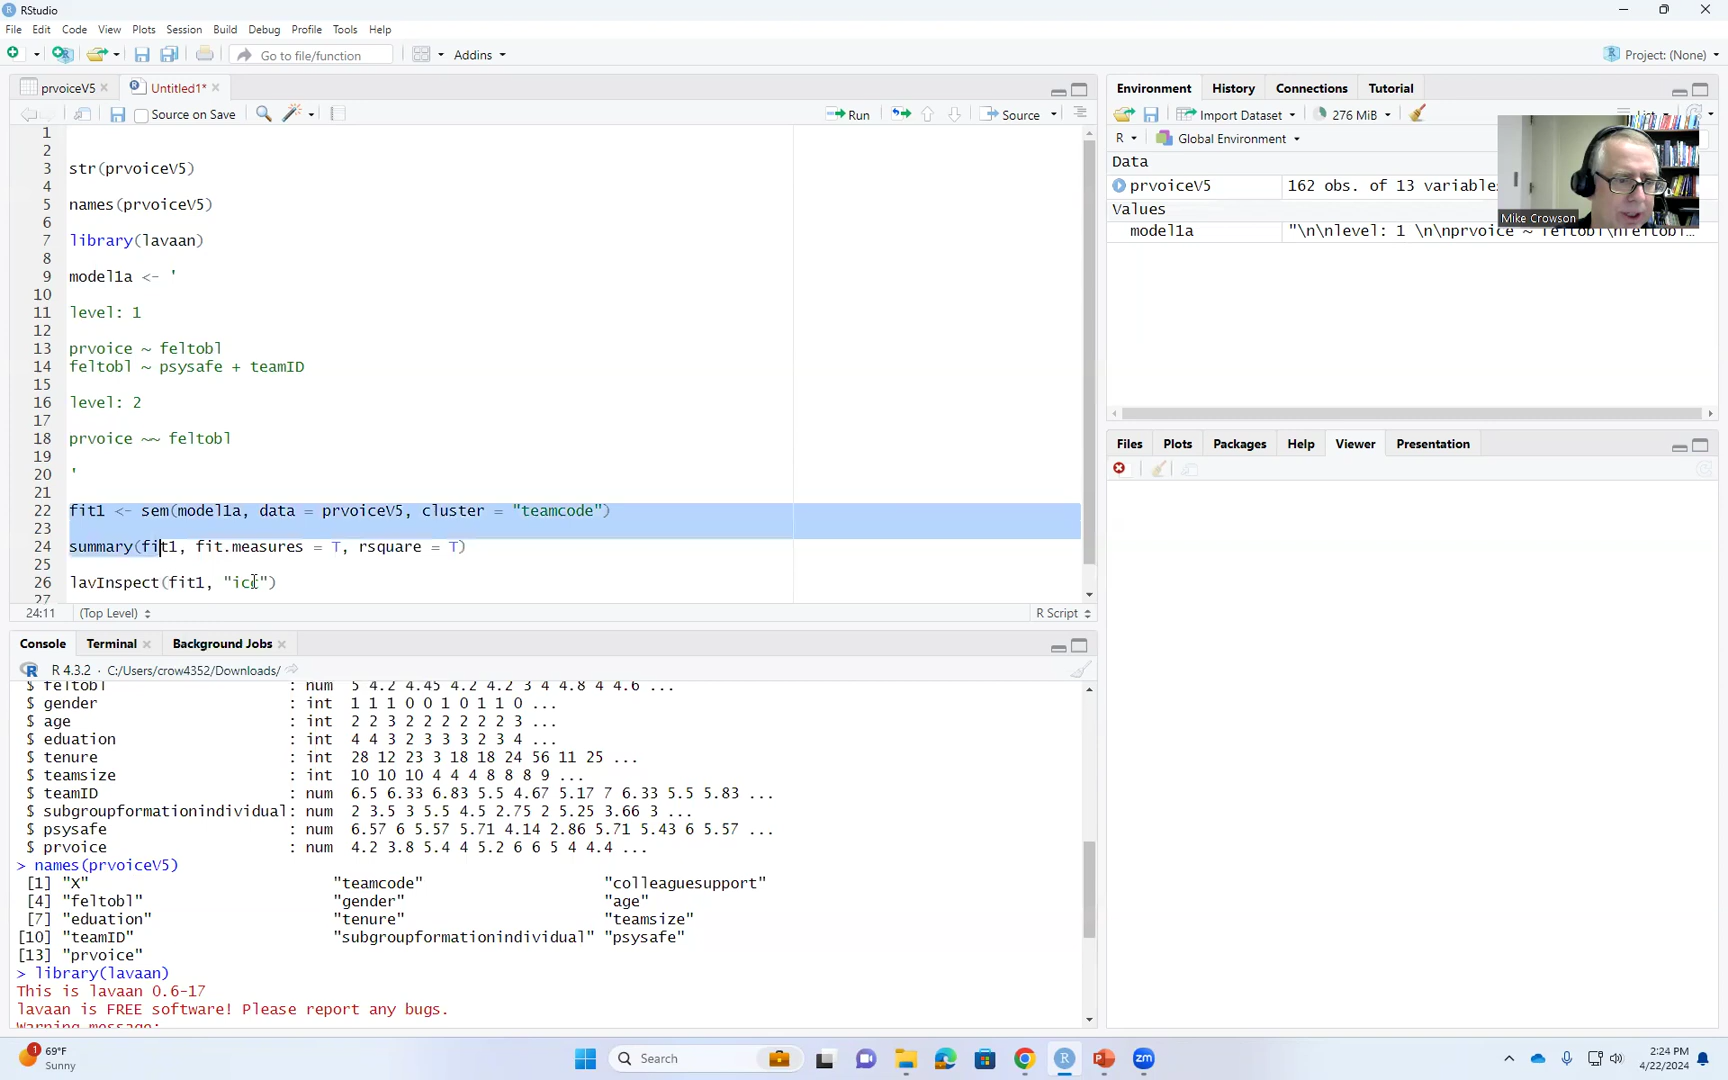 RStudio
File Edit Code View Plots Session Build Debug Profile Tools Help
Go to file/function
Addins
Project: (None)
prvoiceV5
Untitled1*
Source on Save
Run
Source
1
2
3 str(prvoiceV5)
4
5 names(prvoiceV5)
6
7 library(lavaan)
8
9 model1a <- '
10
11 level: 1
12
13 prvoice ~ feltobl
14 feltobl ~ psysafe + teamID
15
16 level: 2
17
18 prvoice ~~ feltobl
19
20 '
21
22 fit1 <- sem(model1a, data = prvoiceV5, cluster = "teamcode")
23
24 summary(fit1, fit.measures = T, rsquare = T)
25
26 lavInspect(fit1, "icc")
27
24:11 (Top Level) R Script
Console Terminal Background Jobs
R 4.3.2 · C:/Users/crow4352/Downloads/
$ feltobl : num 5 4.2 4.45 4.2 4.2 3 4 4.8 4 4.6 ...
$ gender : int 1 1 1 0 0 1 0 1 1 0 ...
$ age : int 2 2 3 2 2 2 2 2 2 3 ...
$ eduation : int 4 4 3 2 3 3 3 2 3 4 ...
$ tenure : int 28 12 23 3 18 18 24 56 11 25 ...
$ teamsize : int 10 10 10 4 4 4 8 8 8 9 ...
$ teamID : num 6.5 6.33 6.83 5.5 4.67 5.17 7 6.33 5.5 5.83 ...
$ subgroupformationindividual: num 2 3.5 3 5.5 4.5 2.75 2 5.25 3.66 3 ...
$ psysafe : num 6.57 6 5.57 5.71 4.14 2.86 5.71 5.43 6 5.57 ...
$ prvoice : num 4.2 3.8 5.4 4 5.2 6 6 5 4 4.4 ...
> names(prvoiceV5)
[1] "X" "teamcode" "colleaguesupport"
[4] "feltobl" "gender" "age"
[7] "eduation" "tenure" "teamsize"
[10] "teamID" "subgroupformationindividual" "psysafe"
[13] "prvoice"
> library(lavaan)
This is lavaan 0.6-17
lavaan is FREE software! Please report any bugs.
Warning message:
Environment History Connections Tutorial
Import Dataset 276 MiB List
R Global Environment
Data
prvoiceV5 162 obs. of 13 variables
Values
model1a "\n\nlevel: 1 \n\nprvoice ~ feltobl\nfeltobl…
Mike Crowson
Files Plots Packages Help Viewer Presentation
1
69°F
Sunny
Search
zm
2:24 PM
4/22/2024